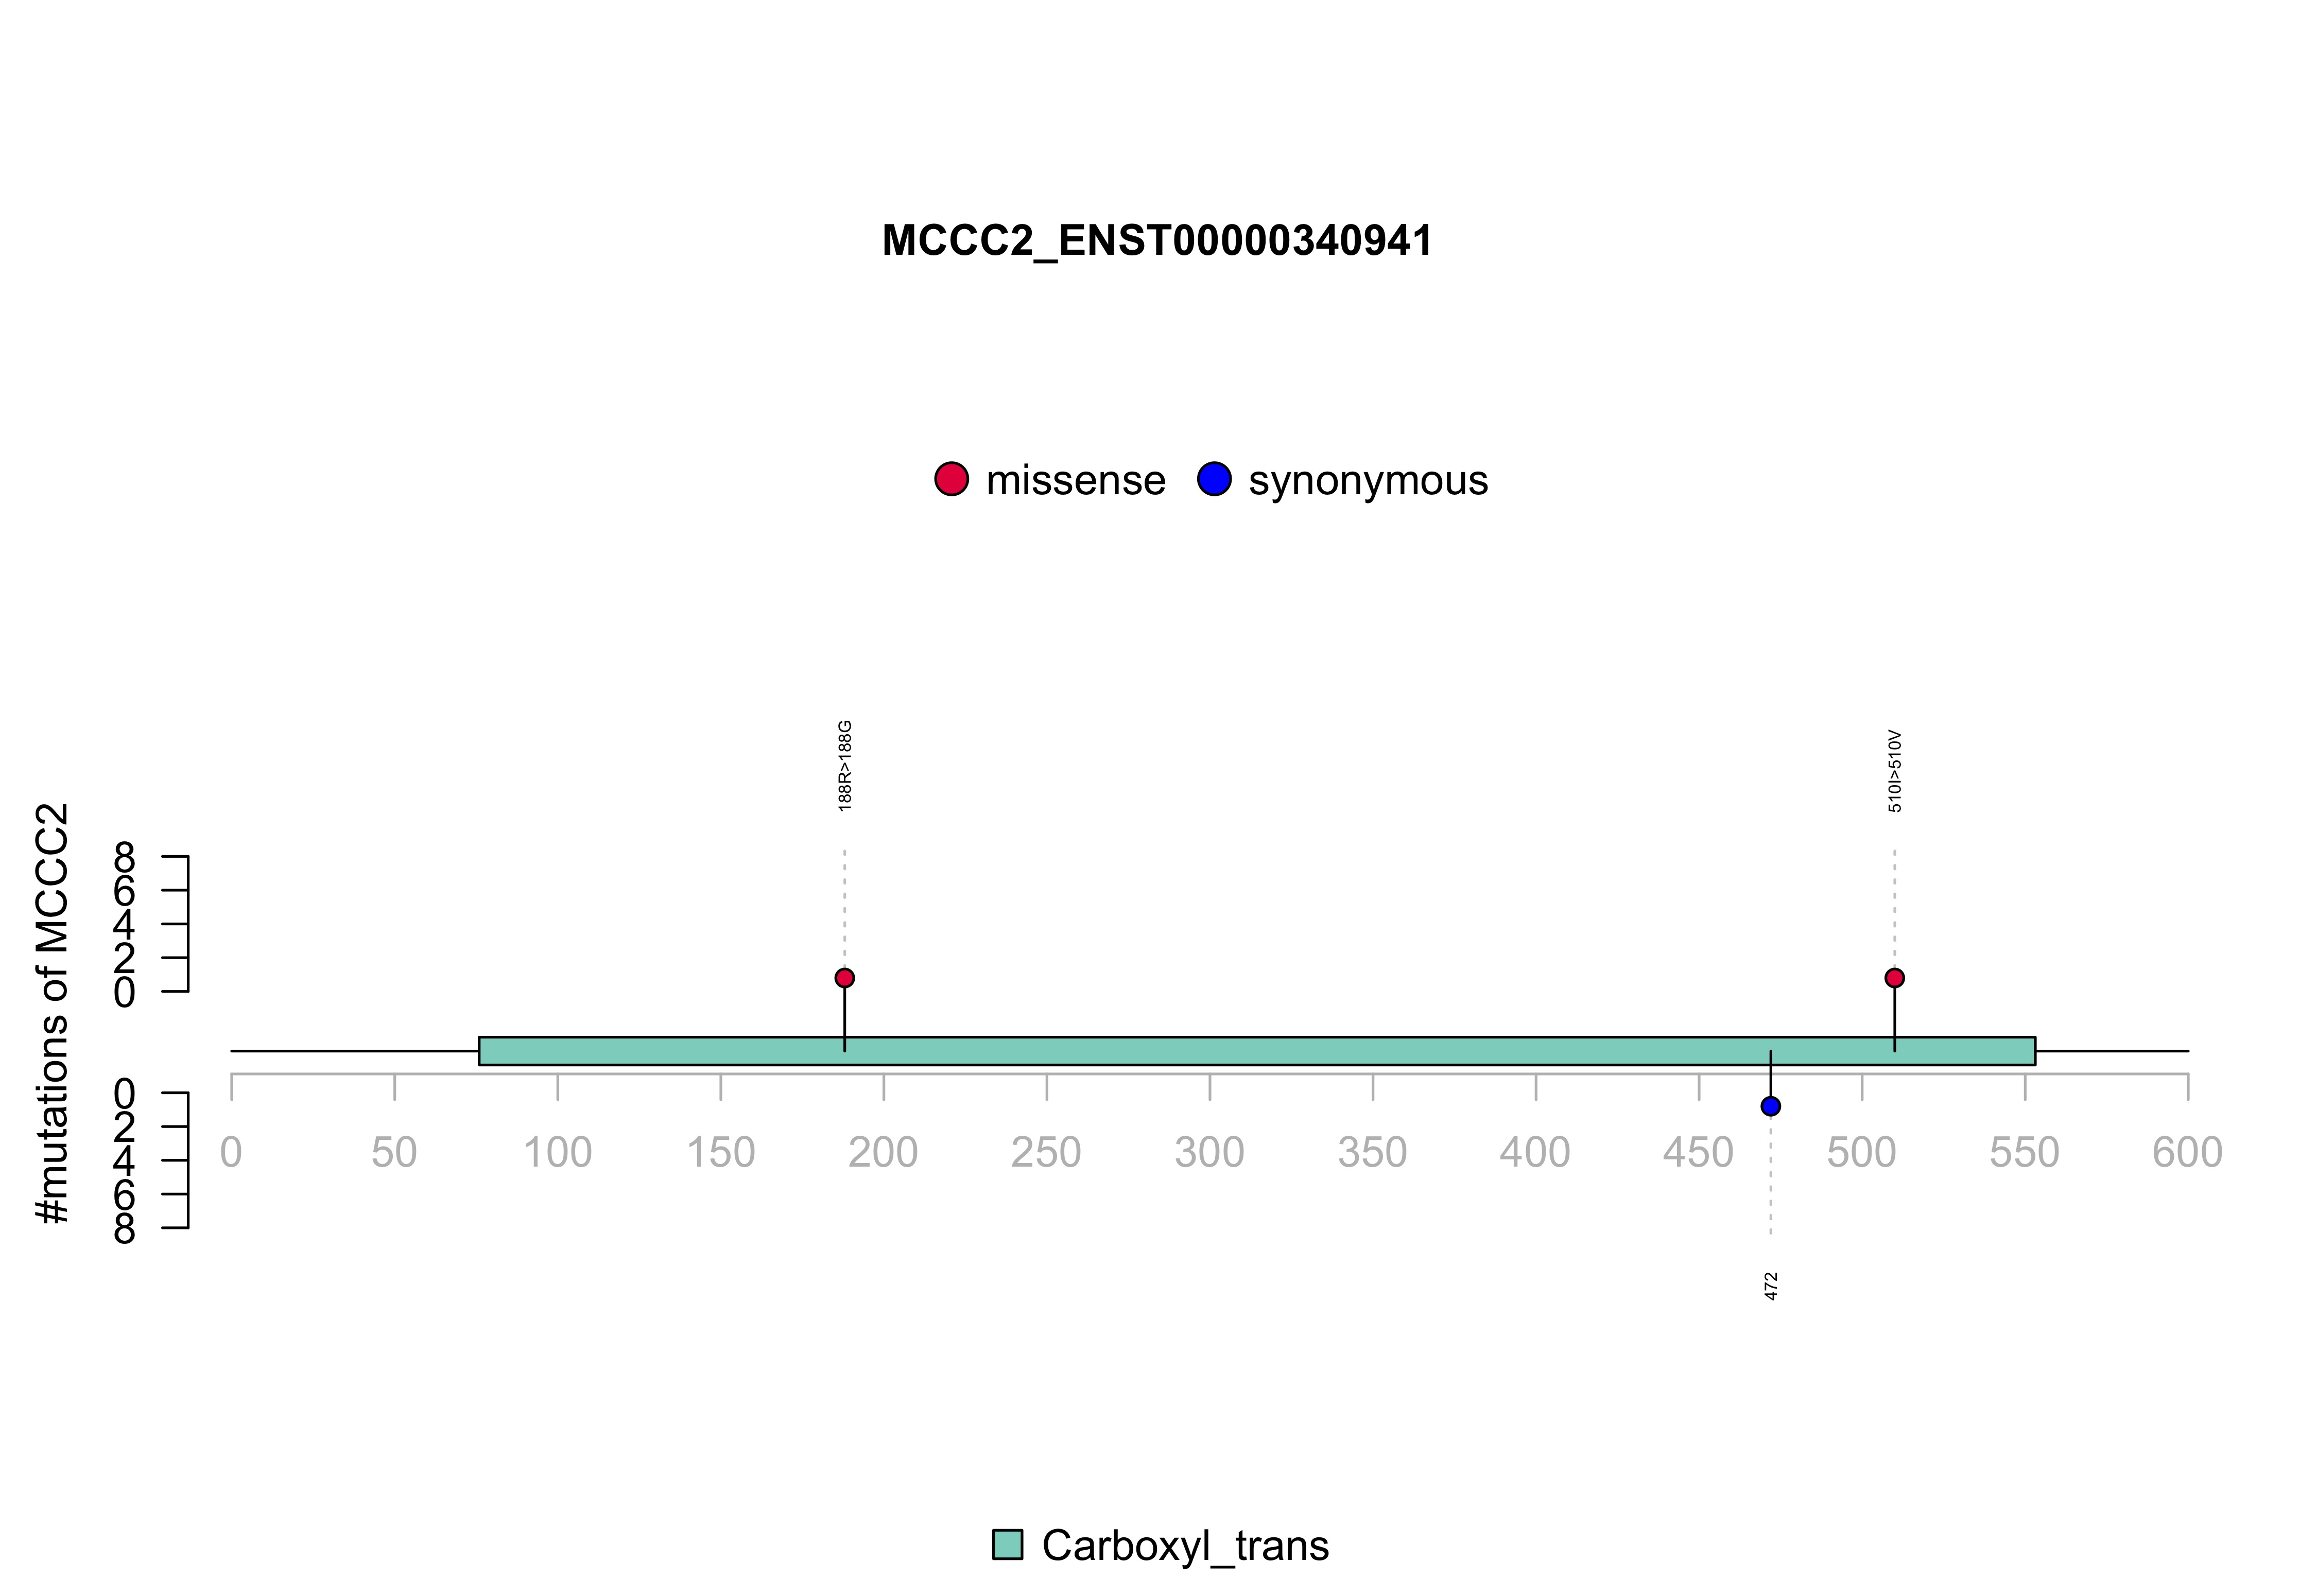 MCCC2_ENST00000340941
missense synonymous
188R>188G
510I>510V
#mutations of MCCC2
8
6
4
2
0
0
2
4
6
8
0 50 100 150 200 250 300 350 400 450 500 550 600
472
Carboxyl_trans